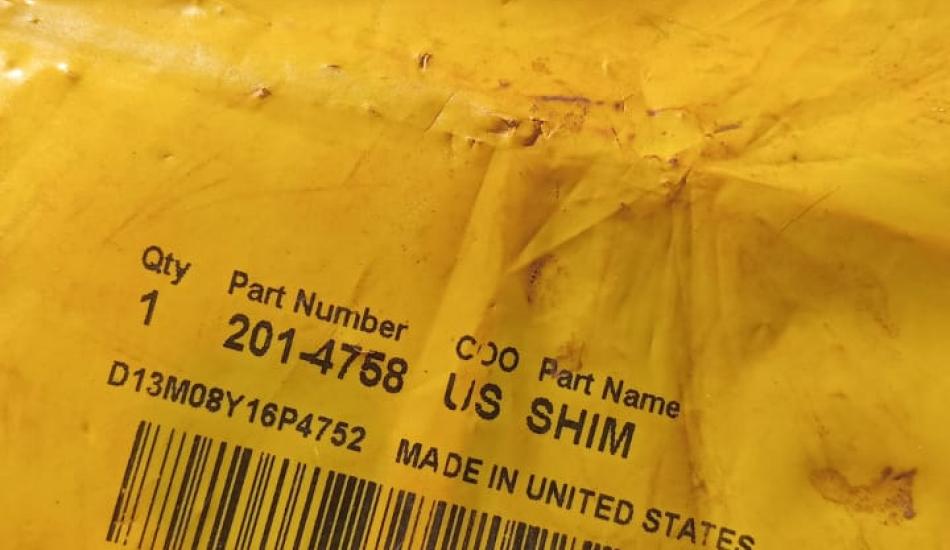 Qty Part Number COO Part Name
1 201-4758 US SHIM
D13M08Y16P4752 MADE IN UNITED STATES